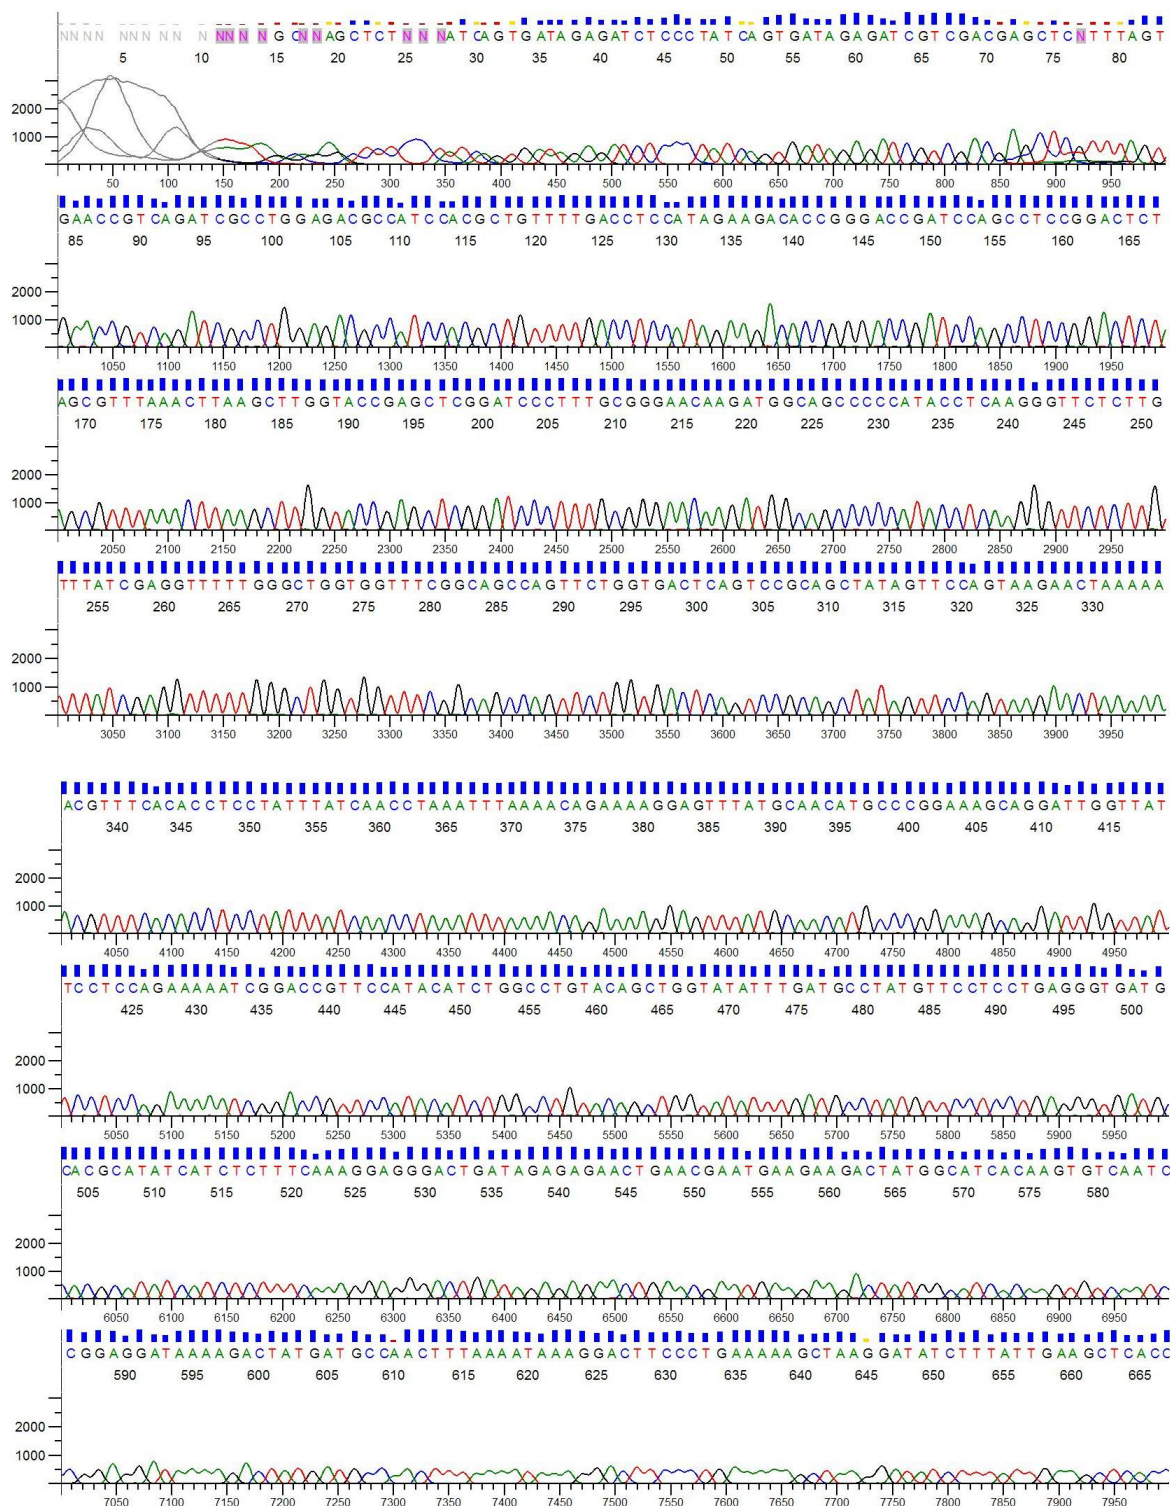 NNNN NNNNN N NNN N GCNNAGCTCTNNNATCAGTGATAGAGATCTCCCTATCAGTGATAGAGATCGTCGACGAGCTCNTTTAGT
5 10 15 20 25 30 35 40 45 50 55 60 65 70 75 80
2000
1000
50 100 150 200 250 300 350 400 450 500 550 600 650 700 750 800 850 900 950
GAACCGTCAGATCGCCTGGAGACGCCATCCACGCTGTTTTGACCTCCATAGAAGACACCGGGACCGATCCAGCCTCCGGACTCT
85 90 95 100 105 110 115 120 125 130 135 140 145 150 155 160 165
2000
1000
1050 1100 1150 1200 1250 1300 1350 1400 1450 1500 1550 1600 1650 1700 1750 1800 1850 1900 1950
AGCGTTTAAACTTAAGCTTGGTACCGAGCTCGGATCCCTTTGCGGGAACAAGATGGCAGCCCCCATACCTCAAGGGTTCTCTTG
170 175 180 185 190 195 200 205 210 215 220 225 230 235 240 245 250
2000
1000
2050 2100 2150 2200 2250 2300 2350 2400 2450 2500 2550 2600 2650 2700 2750 2800 2850 2900 2950
TTTATCGAGGTTTTTGGGCTGGTGGTTTCGGCAGCCAGTTCTGGTGACTCAGTCCGCAGCTATAGTTCCAGTAAGAACTAAAAA
255 260 265 270 275 280 285 290 295 300 305 310 315 320 325 330
2000
1000
3050 3100 3150 3200 3250 3300 3350 3400 3450 3500 3550 3600 3650 3700 3750 3800 3850 3900 3950
ACGTTTCACACCTCCTATTTATCAACCTAAATTTAAAACAGAAAAGGAGTTTATGCAACATGCCCGGAAAGCAGGATTGGTTAT
340 345 350 355 360 365 370 375 380 385 390 395 400 405 410 415
2000
1000
4050 4100 4150 4200 4250 4300 4350 4400 4450 4500 4550 4600 4650 4700 4750 4800 4850 4900 4950
TCCTCCAGAAAAATCGGACCGTTCCATACATCTGGCCTGTACAGCTGGTATATTTGATGCCTATGTTCCTCCTGAGGGTGATG
425 430 435 440 445 450 455 460 465 470 475 480 485 490 495 500
2000
1000
5050 5100 5150 5200 5250 5300 5350 5400 5450 5500 5550 5600 5650 5700 5750 5800 5850 5900 5950
CACGCATATCATCTCTTTCAAAGGAGGGACTGATAGAGAGAACTGAACGAATGAAGAAGACTATGGCATCACAAGTGTCAATC
505 510 515 520 525 530 535 540 545 550 555 560 565 570 575 580
2000
1000
6050 6100 6150 6200 6250 6300 6350 6400 6450 6500 6550 6600 6650 6700 6750 6800 6850 6900 6950
CGGAGGATAAAAGACTATGATGCCAACTTTAAAATAAAGGACTTCCCTGAAAAAGCTAAGGATATCTTTATTGAAGCTCACC
590 595 600 605 610 615 620 625 630 635 640 645 650 655 660 665
2000
1000
7050 7100 7150 7200 7250 7300 7350 7400 7450 7500 7550 7600 7650 7700 7750 7800 7850 7900 7950